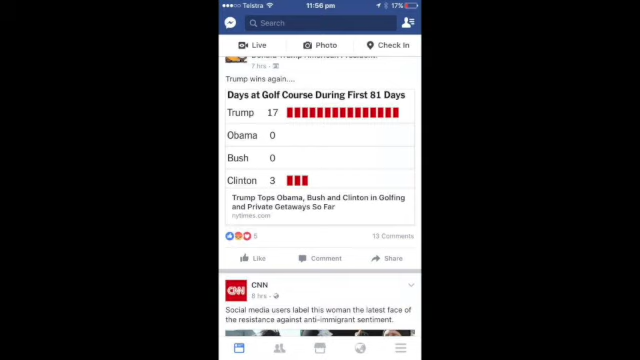 Telstra 11:56 pm 17%
Search
Live Photo Check In
7 hrs
Trump wins again....
Days at Golf Course During First 81 Days
Trump 17
Obama 0
Bush 0
Clinton 3
Trump Tops Obama, Bush and Clinton in Golfing
and Private Getaways So Far
nytimes.com
5 13 Comments
Like Comment Share
CNN
CNN
8 hrs
Social media users label this woman the latest face of
the resistance against anti-immigrant sentiment.